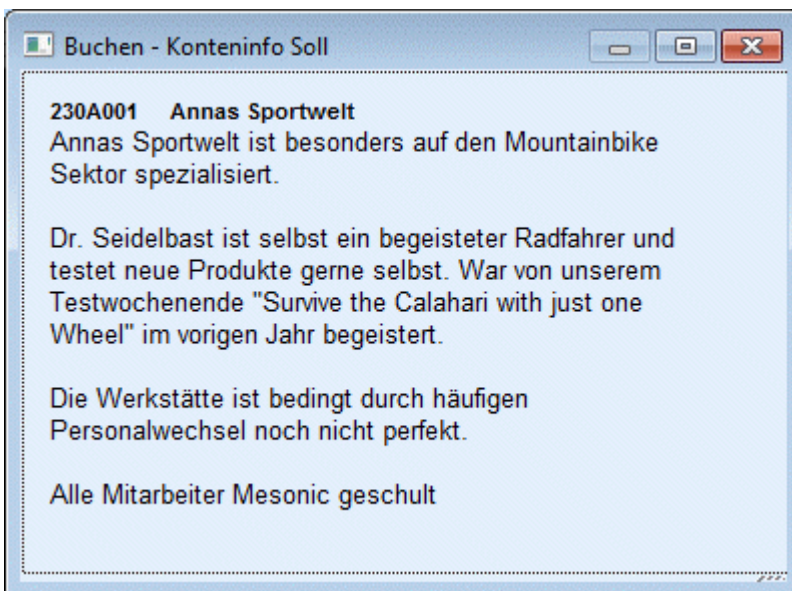 Buchen - Konteninfo Soll
230A001 Annas Sportwelt
Annas Sportwelt ist besonders auf den Mountainbike
Sektor spezialisiert.
Dr. Seidelbast ist selbst ein begeisteter Radfahrer und
testet neue Produkte gerne selbst. War von unserem
Testwochenende "Survive the Calahari with just one
Wheel" im vorigen Jahr begeistert.
Die Werkstätte ist bedingt durch häufigen
Personalwechsel noch nicht perfekt.
Alle Mitarbeiter Mesonic geschult